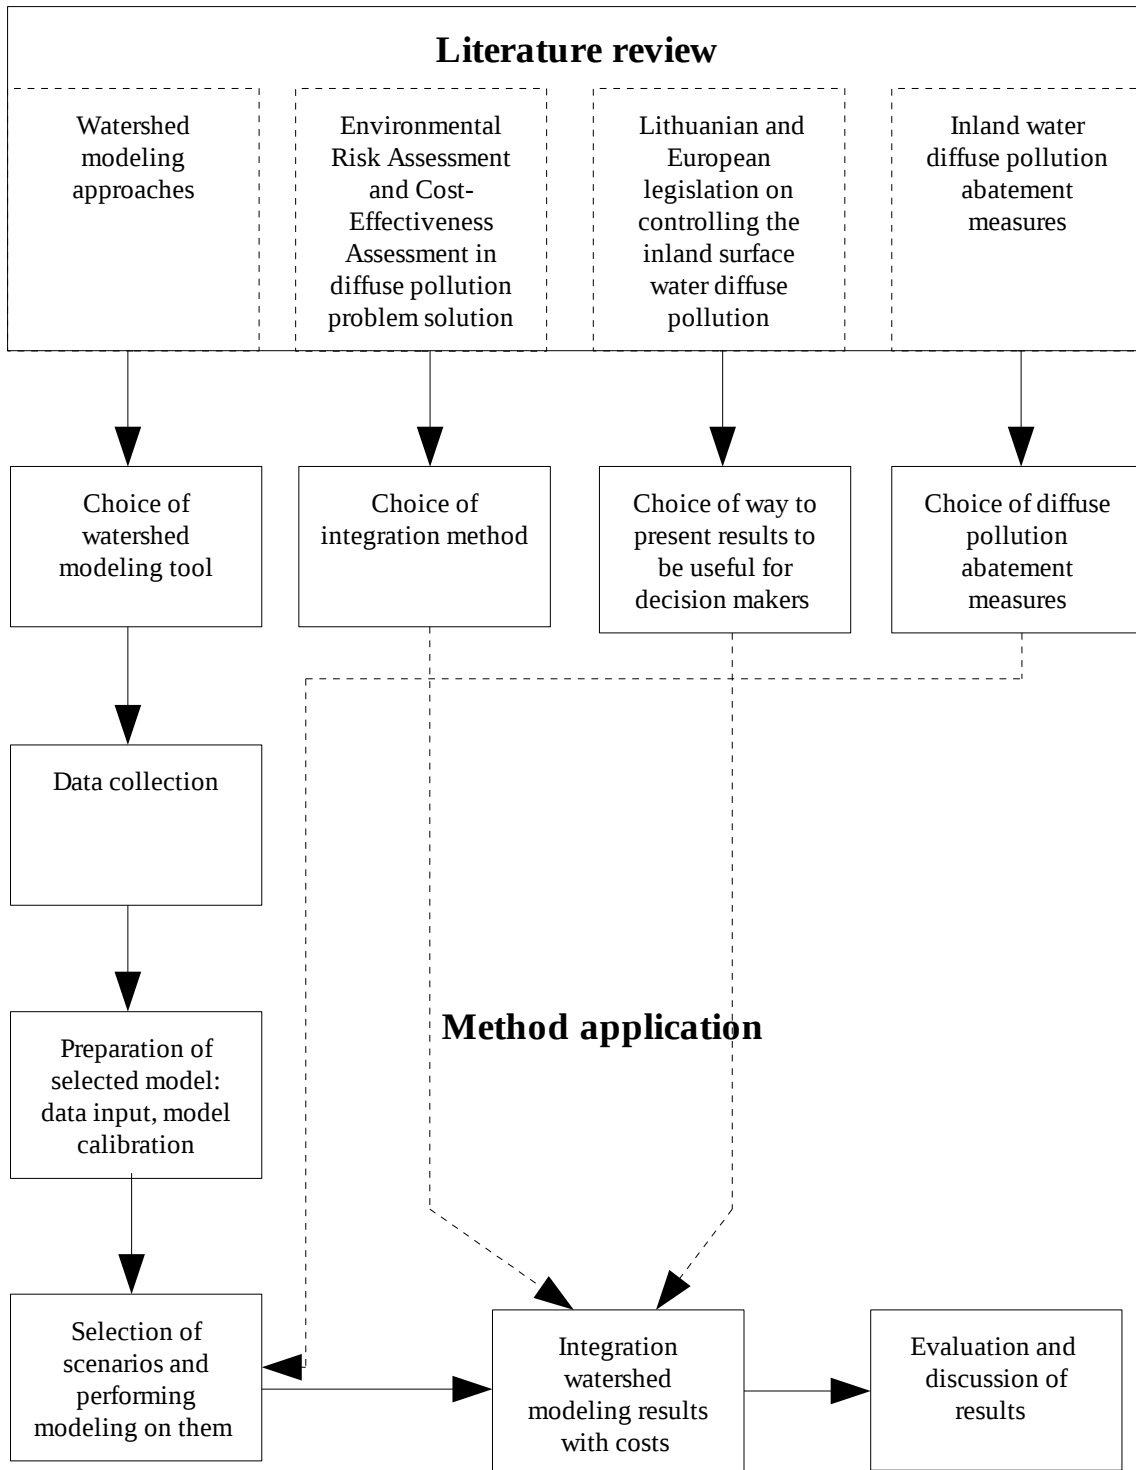 Literature review
Watershed
modeling
approaches
Environmental
Risk Assessment
and Cost-
Effectiveness
Assessment in
diffuse pollution
problem solution
Lithuanian and
European
legislation on
controlling the
inland surface
water diffuse
pollution
Inland water
diffuse pollution
abatement
measures
Choice of
watershed
modeling tool
Choice of
integration method
Choice of way to
present results to
be useful for
decision makers
Choice of diffuse
pollution
abatement
measures
Data collection
Method application
Preparation of
selected model:
data input, model
calibration
Selection of
scenarios and
performing
modeling on them
Integration
watershed
modeling results
with costs
Evaluation and
discussion of
results